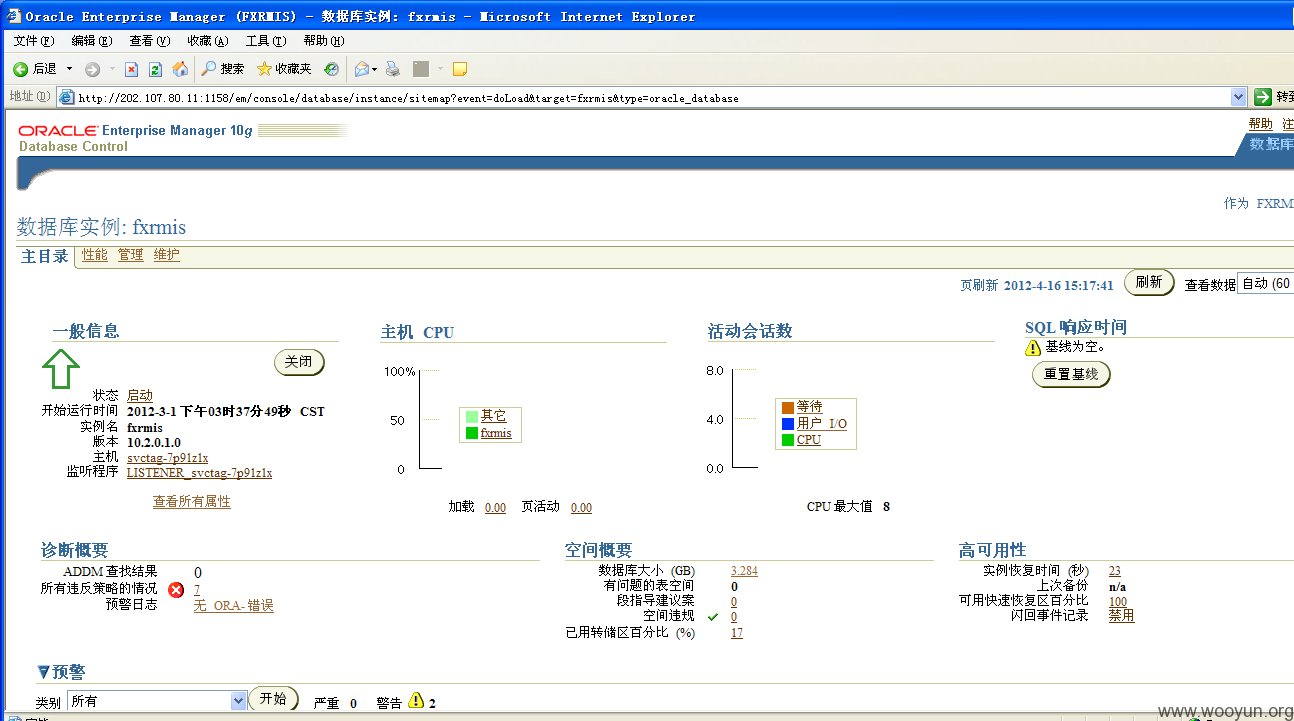 Oracle Enterprise Manager (FXRMIS) - 数据库实例: fxrmis - Microsoft Internet Explorer
文件(F) 编辑(E) 查看(V) 收藏(A) 工具(T) 帮助(H)
后退 搜索 收藏夹
地址(D) http://202.107.80.11:1158/em/console/database/instance/sitemap?event=doLoad&target=fxrmis&type=oracle_database 转到
ORACLE Enterprise Manager 10g 帮助 注
Database Control 数据库
作为 FXRM
数据库实例: fxrmis
主目录 性能 管理 维护
页刷新 2012-4-16 15:17:41 刷新 查看数据 自动 (60
一般信息
关闭
状态 启动
开始运行时间 2012-3-1 下午03时37分49秒 CST
实例名 fxrmis
版本 10.2.0.1.0
主机 svctag-7p91z1x
监听程序 LISTENER_svctag-7p91z1x
查看所有属性
主机 CPU
100%
50
0
其它
fxrmis
加载 0.00 页活动 0.00
活动会话数
8.0
4.0
0.0
等待
用户 I/O
CPU
CPU 最大值 8
SQL 响应时间
基线为空。
重置基线
诊断概要
ADDM 查找结果 0
所有违反策略的情况 7
预警日志 无 ORA- 错误
空间概要
数据库大小 (GB) 3.284
有问题的表空间 0
段指导建议案 0
空间违规 0
已用转储区百分比 (%) 17
高可用性
实例恢复时间 (秒) 23
上次备份 n/a
可用快速恢复区百分比 100
闪回事件记录 禁用
预警
类别 所有 开始 严重 0 警告 2
www.wooyun.org